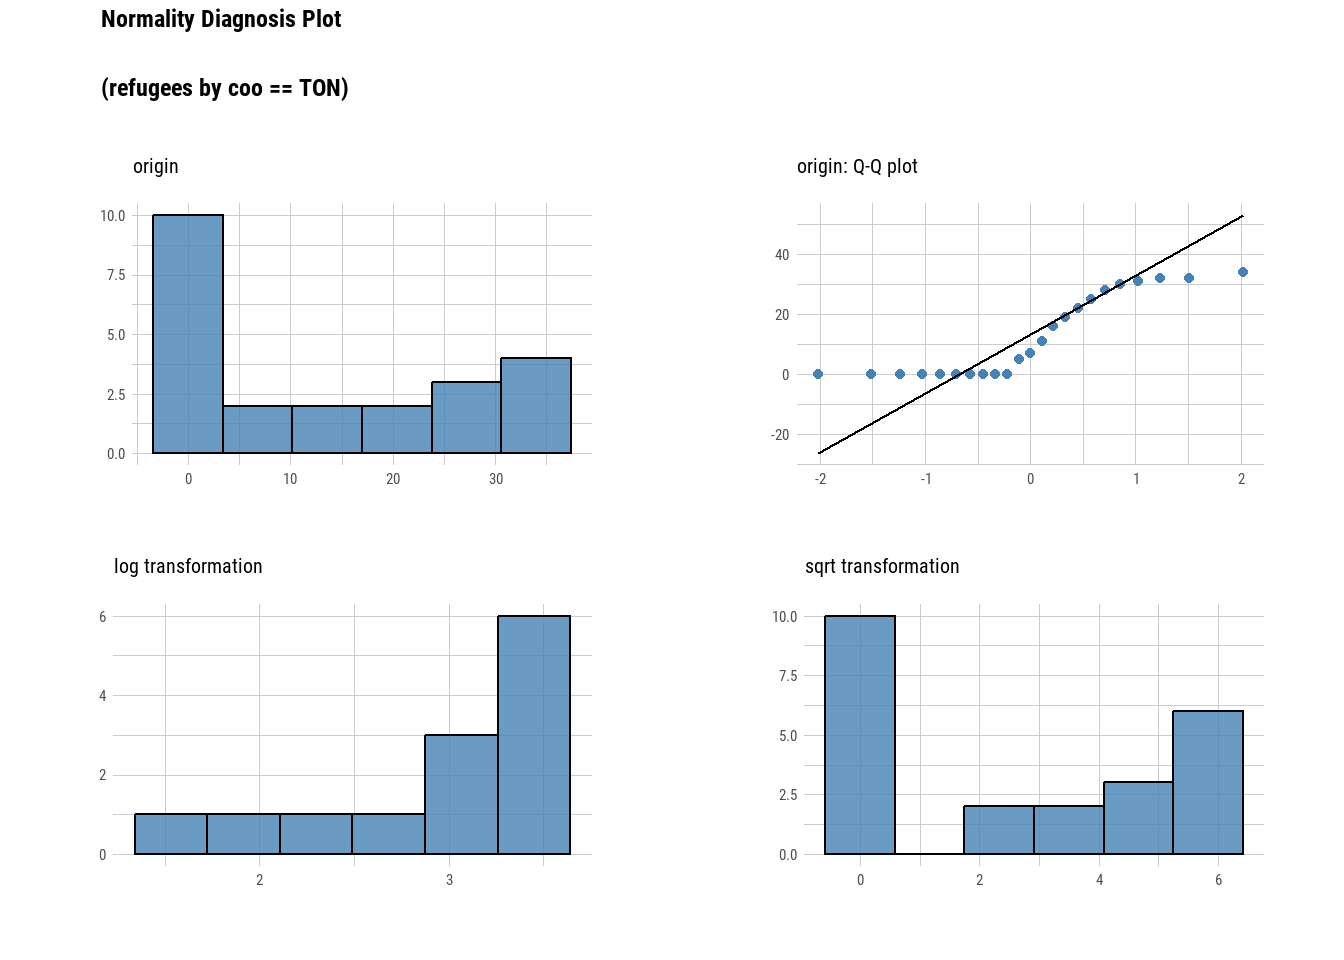 Normality Diagnosis Plot
(refugees by coo == TON)
origin
10.0
7.5
5.0
2.5
0.0
0 10 20 30
origin: Q-Q plot
40
20
0
-20
-2 -1 0 1 2
log transformation
6
4
2
0
2 3
sqrt transformation
10.0
7.5
5.0
2.5
0.0
0 2 4 6